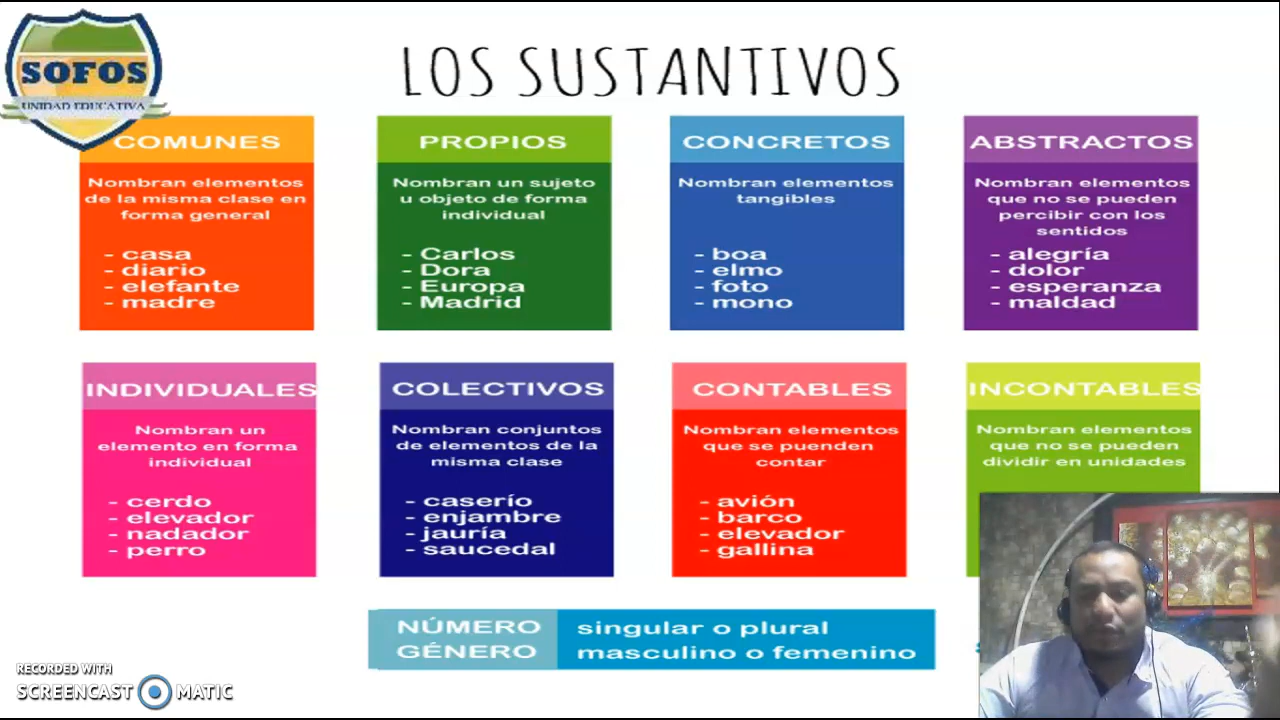 SOFOS
UNIDAD EDUCATIVA
LOS SUSTANTIVOS
COMUNES
Nombran elementos
de la misma clase en
forma general
- casa
- diario
- elefante
- madre
PROPIOS
Nombran un sujeto
u objeto de forma
individual
- Carlos
- Dora
- Europa
- Madrid
CONCRETOS
Nombran elementos
tangibles
- boa
- elmo
- foto
- mono
ABSTRACTOS
Nombran elementos
que no se pueden
percibir con los
sentidos
- alegría
- dolor
- esperanza
- maldad
INDIVIDUALES
Nombran un
elemento en forma
individual
- cerdo
- elevador
- nadador
- perro
COLECTIVOS
Nombran conjuntos
de elementos de la
misma clase
- caserío
- enjambre
- jauría
- saucedal
CONTABLES
Nombran elementos
que se puenden
contar
- avión
- barco
- elevador
- gallina
INCONTABLES
Nombran elementos
que no se pueden
dividir en unidades
NÚMERO singular o plural
GÉNERO masculino o femenino
RECORDED WITH
SCREENCAST MATIC